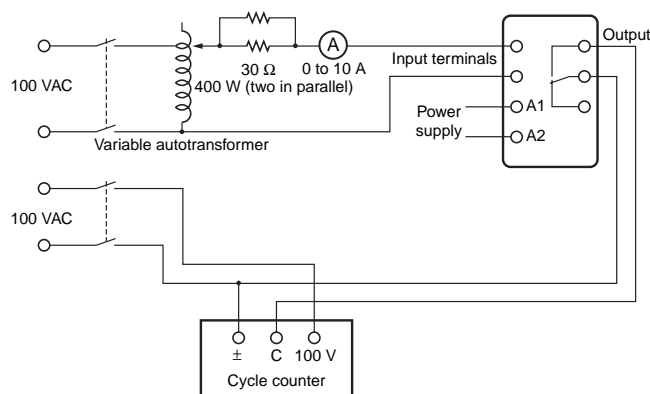 Output
30 Ω
0 to 10 A
400 W (two in parallel)
A
Input terminals
100 VAC
Power
supply
A1
A2
Variable autotransformer
100 VAC
± C 100 V
Cycle counter